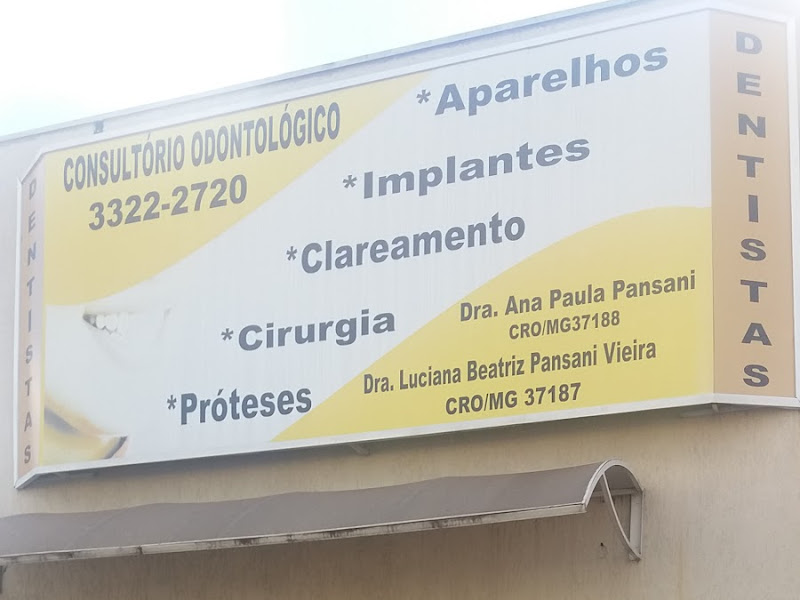 DENTISTAS
CONSULTÓRIO ODONTOLÓGICO
3322-2720
*Aparelhos
*Implantes
*Clareamento
*Cirurgia
*Próteses
Dra. Ana Paula Pansani
CRO/MG37188
Dra. Luciana Beatriz Pansani Vieira
CRO/MG 37187
DENTISTAS